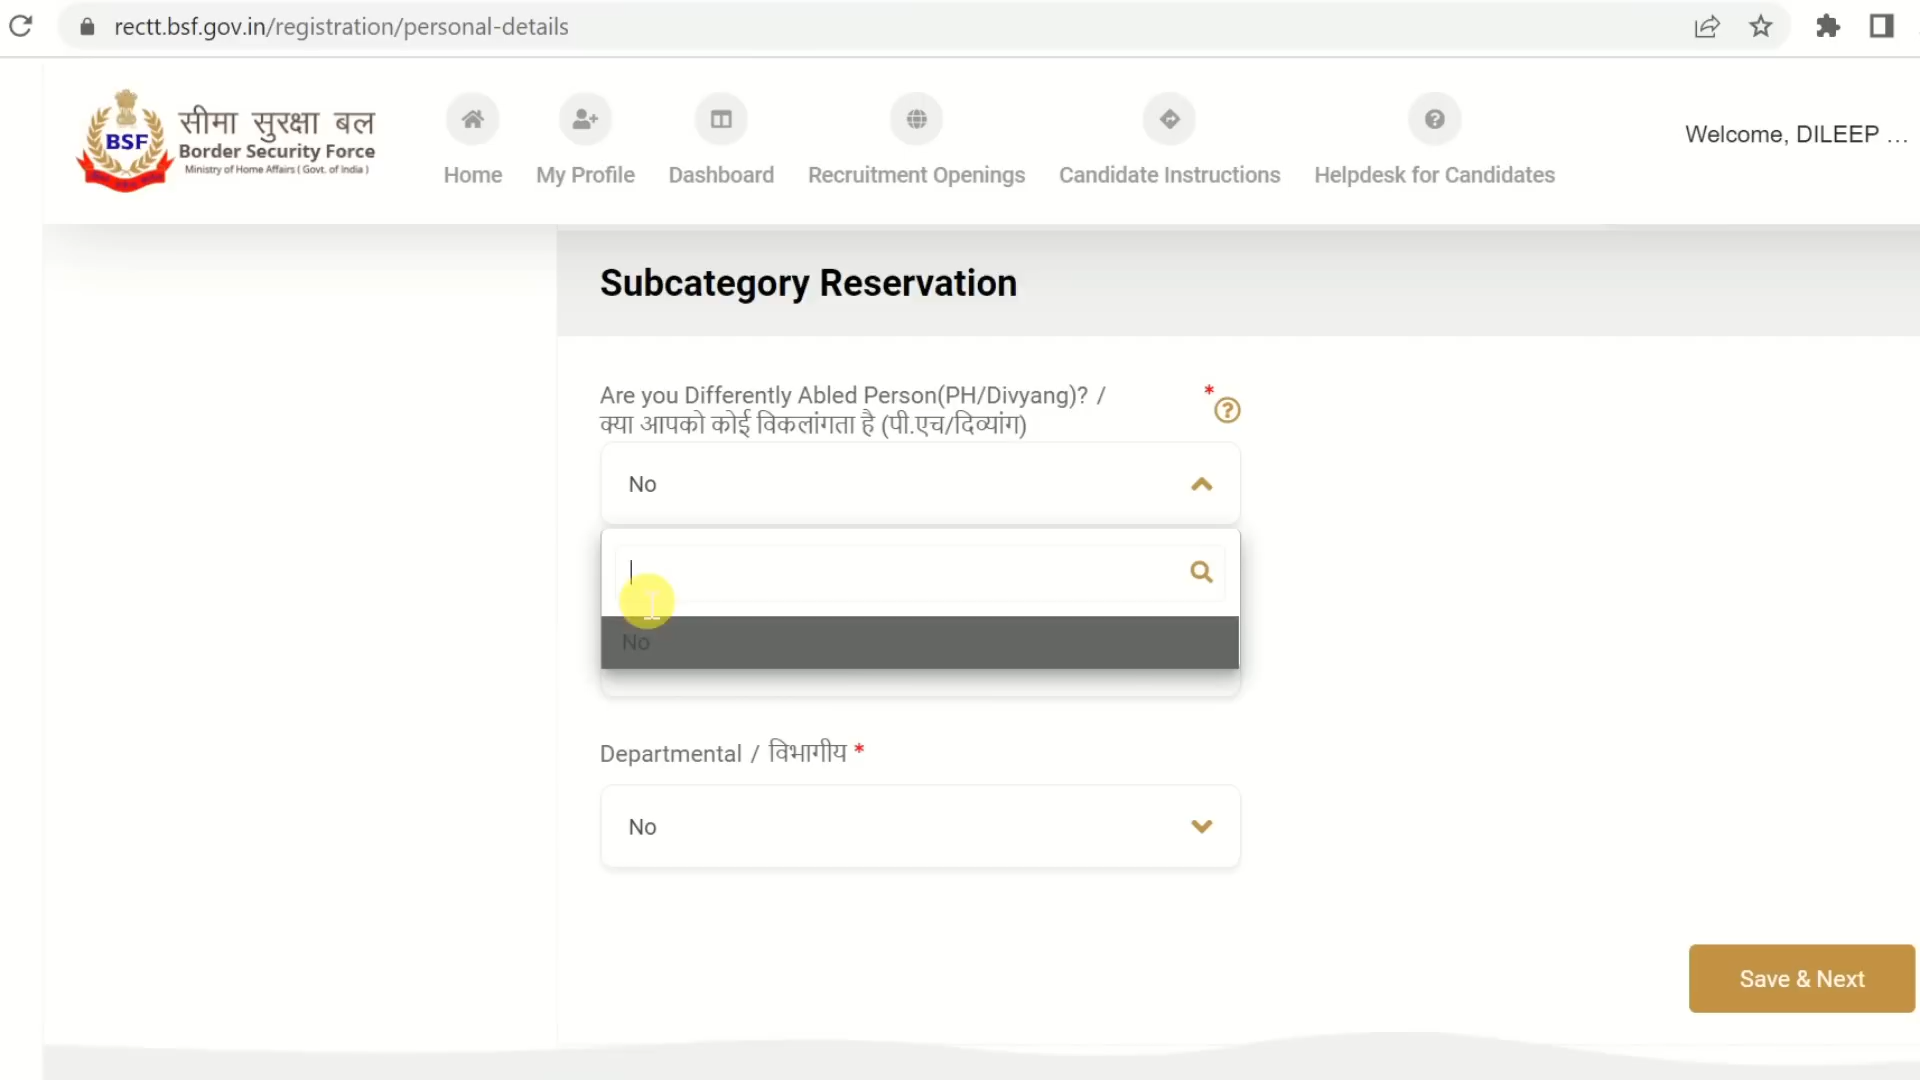 rectt.bsf.gov.in/registration/personal-details
BSF
सीमा सुरक्षा बल
Border Security Force
Ministry of Home Affairs ( Govt. of India )
Home
My Profile
Dashboard
Recruitment Openings
Candidate Instructions
Helpdesk for Candidates
Welcome, DILEEP ...
Subcategory Reservation
Are you Differently Abled Person(PH/Divyang)? /
क्या आपको कोई विकलांगता है (पी.एच/दिव्यांग)
*
No
No
Departmental / विभागीय *
No
Save & Next